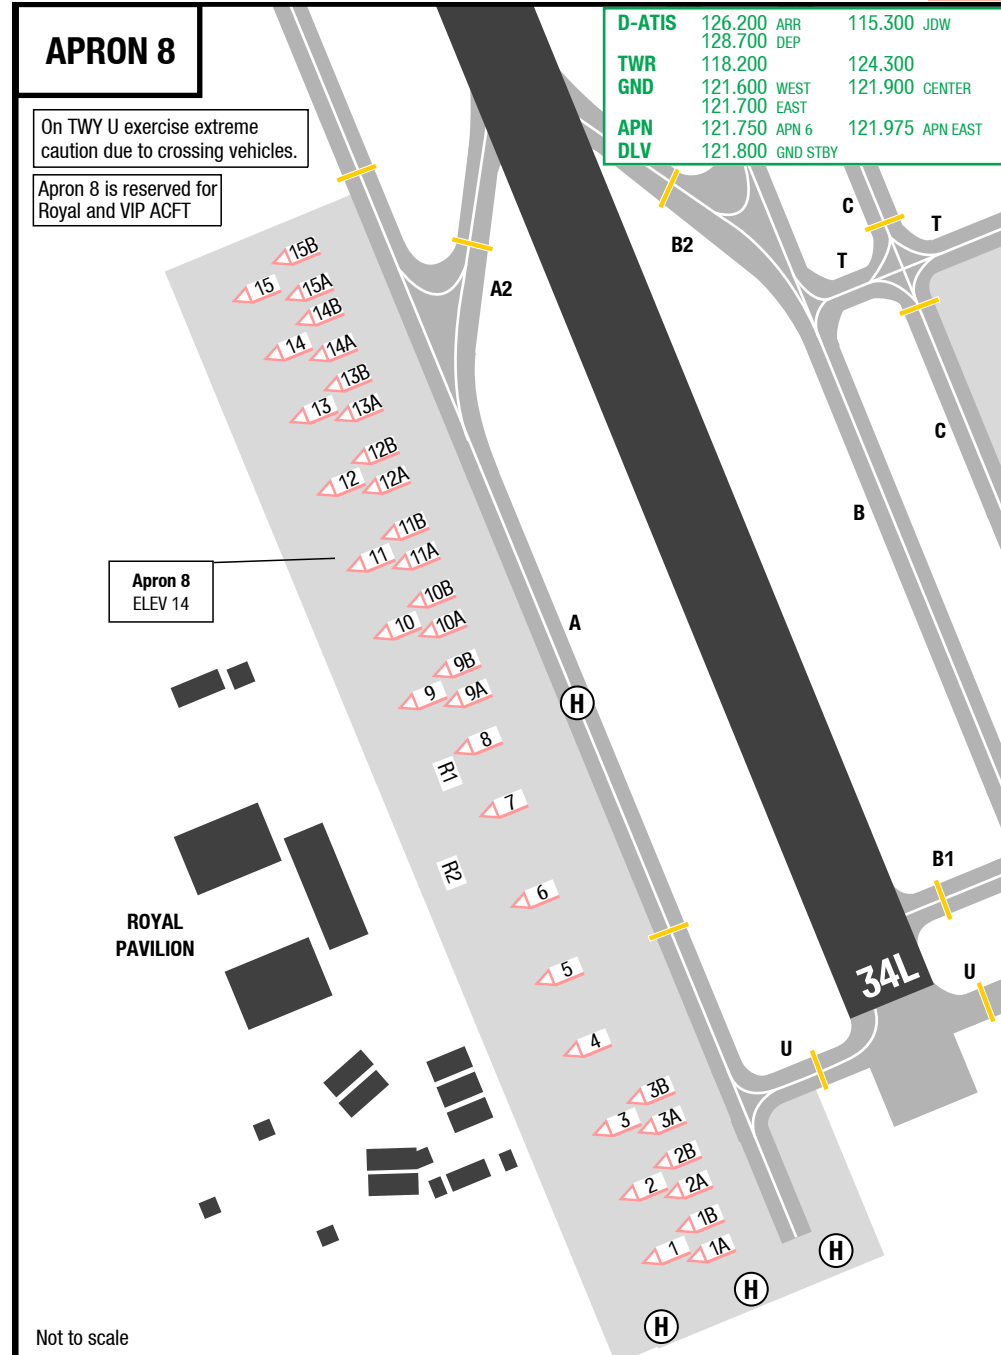 APRON 8
D-ATIS 126.200 ARR 115.300 JDW
128.700 DEP
TWR 118.200 124.300
GND 121.600 WEST 121.900 CENTER
121.700 EAST
APN 121.750 APN 6 121.975 APN EAST
DLV 121.800 GND STBY
On TWY U exercise extreme
caution due to crossing vehicles.
Apron 8 is reserved for
Royal and VIP ACFT
C
T
B2
T
15B
15
15A
A2
14B
14
14A
13B
13
13A
C
12B
12
12A
B
11B
11
11A
Apron 8
ELEV 14
10B
10
10A
A
9B
9
9A
H
8
R1
7
B1
R2
6
ROYAL
PAVILION
5
34L
U
4
U
3B
3
3A
2B
2
2A
1B
1
1A
H
H
H
Not to scale